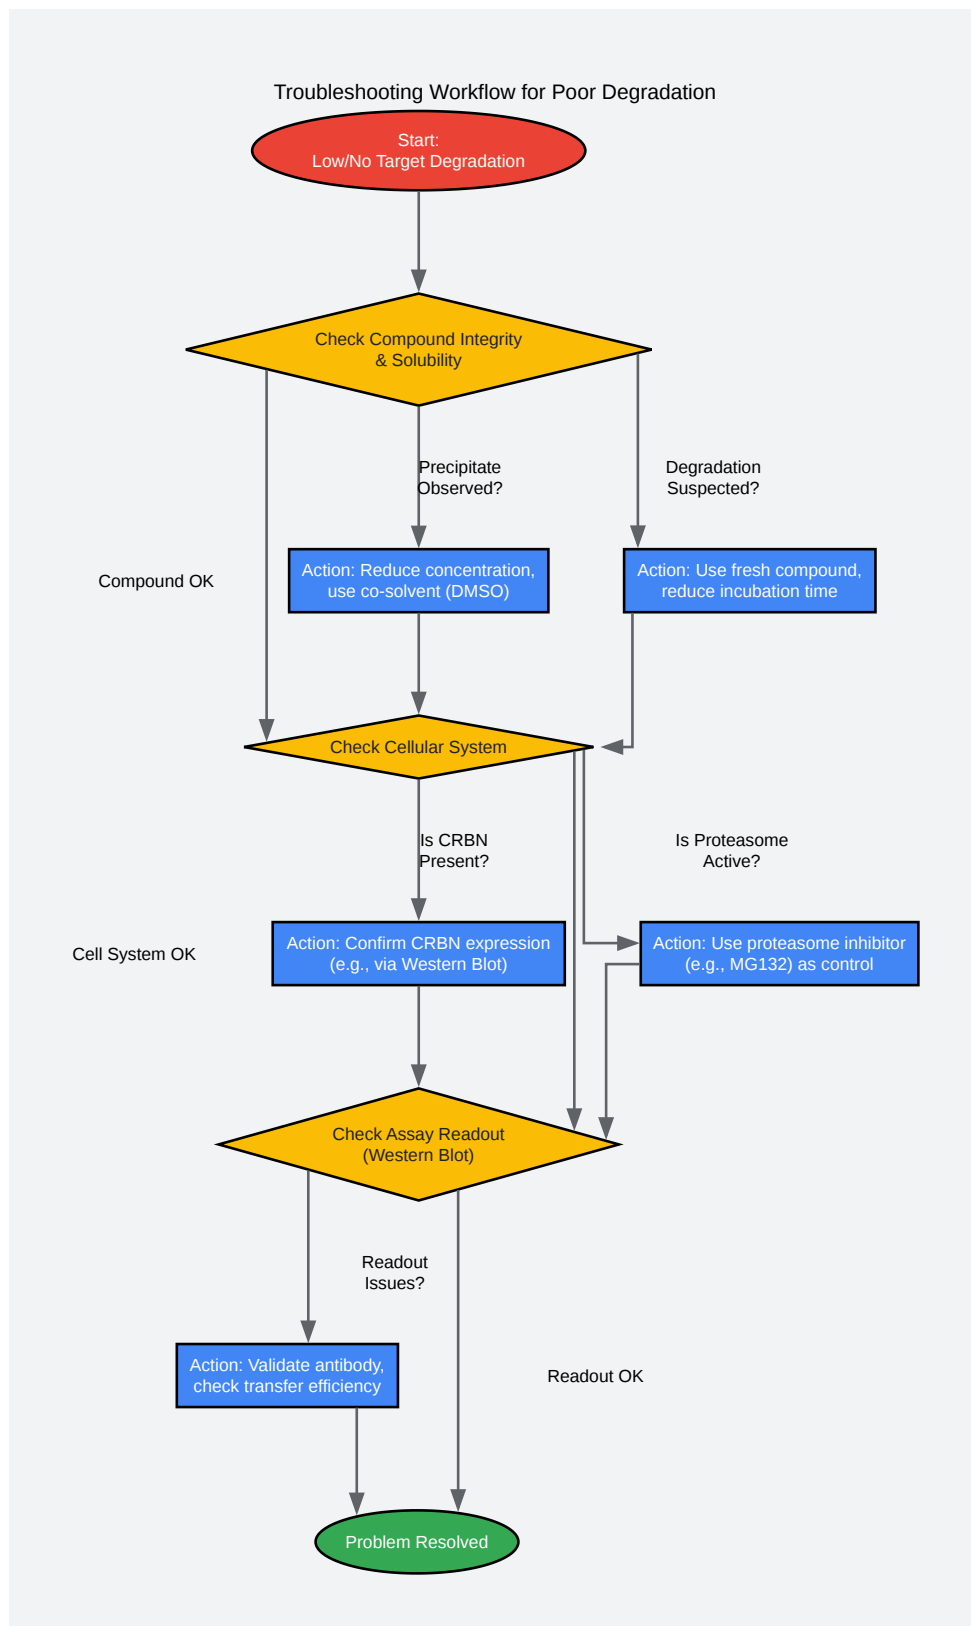 Troubleshooting Workflow for Poor Degradation
Start:
Low/No Target Degradation
Check Compound Integrity
& Solubility
Precipitate
Observed?
Degradation
Suspected?
Compound OK
Action: Reduce concentration,
use co-solvent (DMSO)
Action: Use fresh compound,
reduce incubation time
Check Cellular System
Is CRBN
Present?
Is Proteasome
Active?
Cell System OK
Action: Confirm CRBN expression
(e.g., via Western Blot)
Action: Use proteasome inhibitor
(e.g., MG132) as control
Check Assay Readout
(Western Blot)
Readout
Issues?
Action: Validate antibody,
check transfer efficiency
Readout OK
Problem Resolved